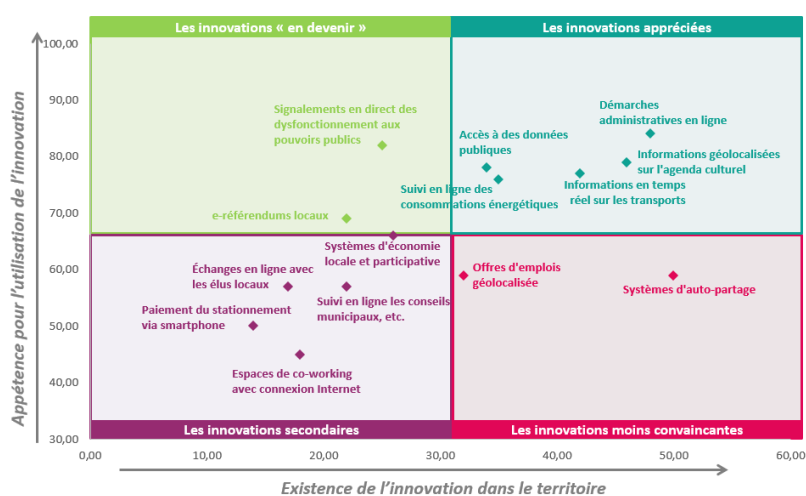 Les innovations « en devenir »
Les innovations appréciées
100,00
90,00
80,00
70,00
60,00
50,00
40,00
30,00
Appétence pour l'utilisation de l'innovation
Signalements en direct des
dysfonctionnement aux
pouvoirs publics
e-référendums locaux
Démarches
administratives en ligne
Accès à des données
publiques
Informations géolocalisées
sur l'agenda culturel
Suivi en ligne des
consommations énergétiques
Informations en temps
réel sur les transports
Systèmes d'économie
locale et participative
Échanges en ligne avec
les élus locaux
Suivi en ligne les conseils
municipaux, etc.
Paiement du stationnement
via smartphone
Espaces de co-working
avec connexion Internet
Offres d'emplois
géolocalisée
Systèmes d'auto-partage
Les innovations secondaires
Les innovations moins convaincantes
0,00
10,00
20,00
30,00
40,00
50,00
60,00
Existence de l'innovation dans le territoire